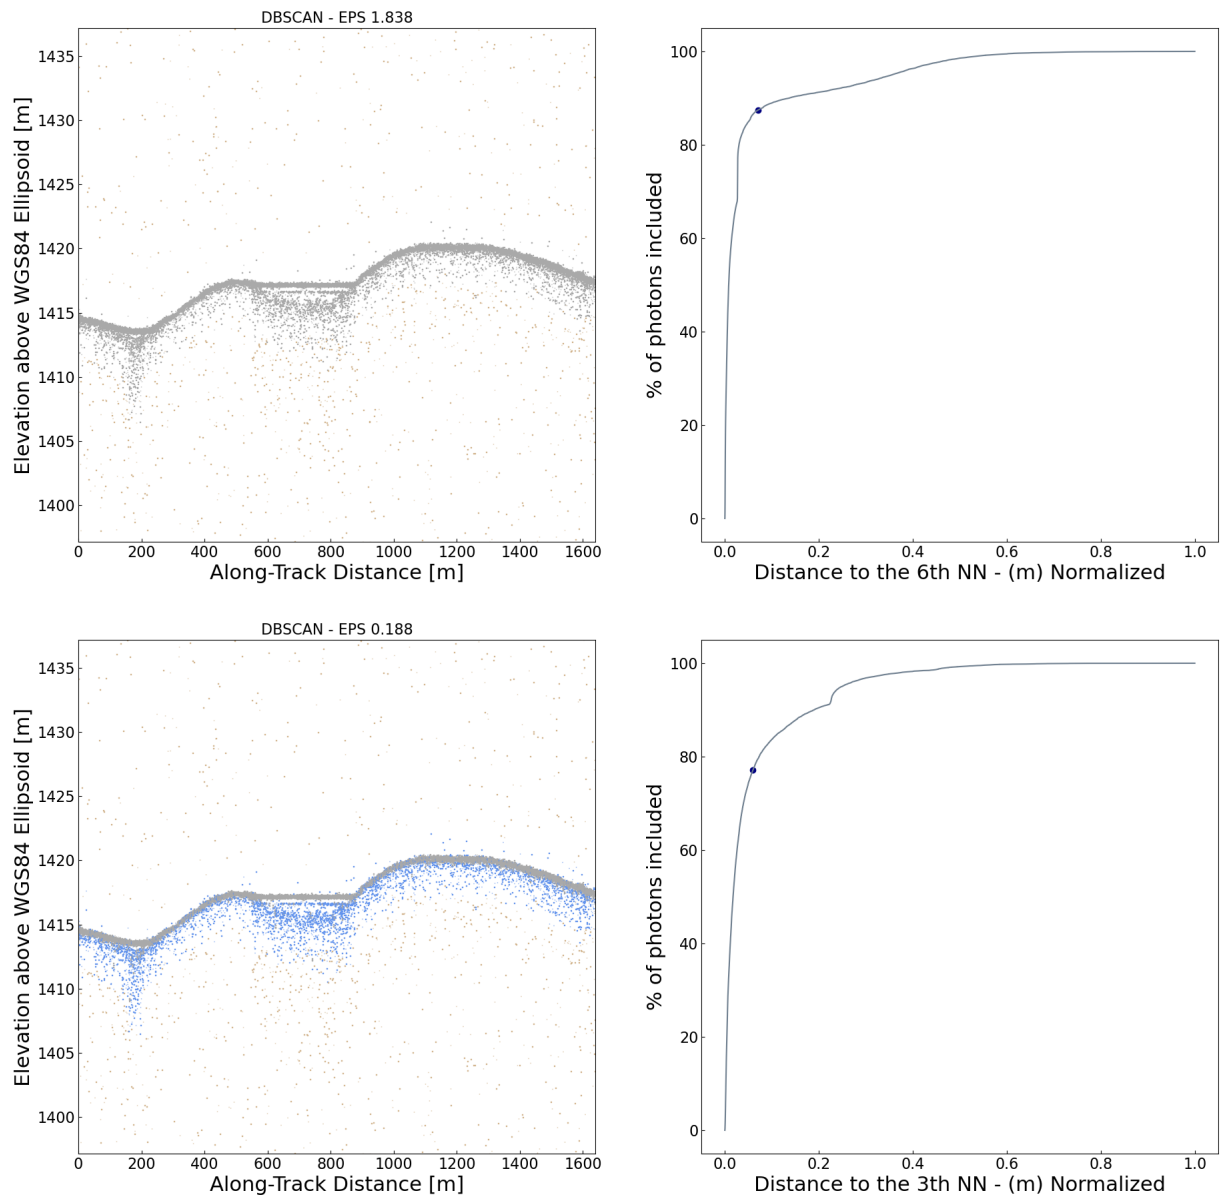 DBSCAN - EPS 1.838
Elevation above WGS84 Ellipsoid [m]
1435
1430
1425
1420
1415
1410
1405
1400
0 200 400 600 800 1000 1200 1400 1600
Along-Track Distance [m]
% of photons included
100
80
60
40
20
0
0.0 0.2 0.4 0.6 0.8 1.0
Distance to the 6th NN - (m) Normalized
DBSCAN - EPS 0.188
Elevation above WGS84 Ellipsoid [m]
1435
1430
1425
1420
1415
1410
1405
1400
0 200 400 600 800 1000 1200 1400 1600
Along-Track Distance [m]
% of photons included
100
80
60
40
20
0
0.0 0.2 0.4 0.6 0.8 1.0
Distance to the 3th NN - (m) Normalized